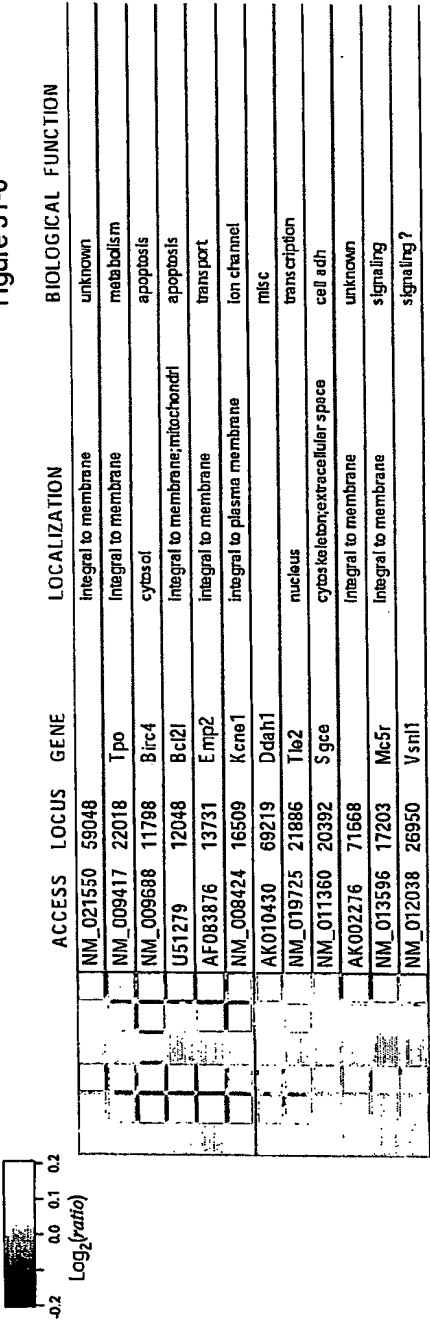 -0.2 -0.1 0.0 0.1 0.2
Log2(ratio)
ACCESS LOCUS GENE LOCALIZATION BIOLOGICAL FUNCTION
NM_021550 59048 Integral to membrane unknown
NM_009417 22018 Tpo Integral to membrane metabolism
NM_009688 11798 Birc4 cytosol apoptosis
U51279 12048 Bcl2l Integral to membrane;mitochondri apoptosis
AF083876 13731 Emp2 integral to membrane transport
NM_008424 16509 Kcne1 integral to plasma membrane ion channel
AK010430 69219 Ddah1 misc
NM_019725 21886 Tle2 nucleus transcription
NM_011360 20392 Sgce cytoskeleton;extracellular space cell adh
AK002276 71668 Integral to membrane unknown
NM_013596 17203 Mc5r Integral to membrane signaling
NM_012038 26950 Vsnl1 signaling?